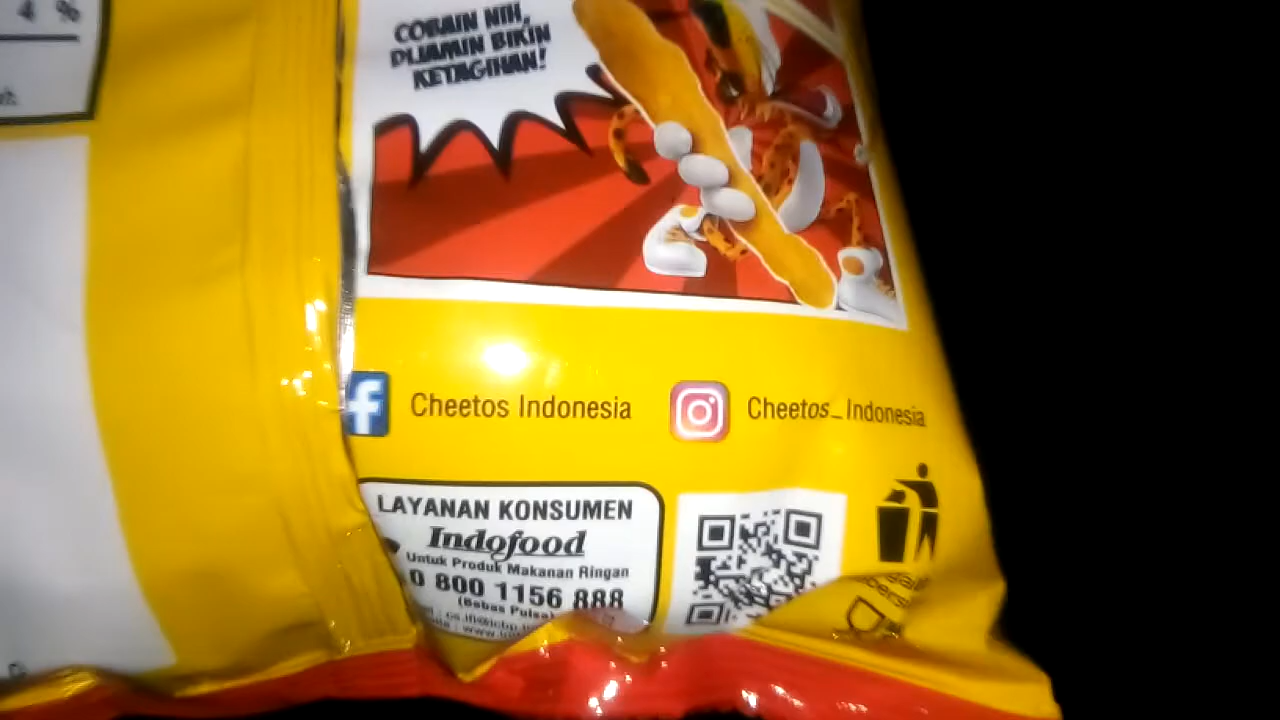 4 %
COBAIN NIH,
DIJAMIN BIKIN
KETAGIHAN!
Cheetos Indonesia
Cheetos_Indonesia
LAYANAN KONSUMEN
Indofood
Untuk Produk Makanan Ringan
0 800 1156 888
(Bebas Pulsa)